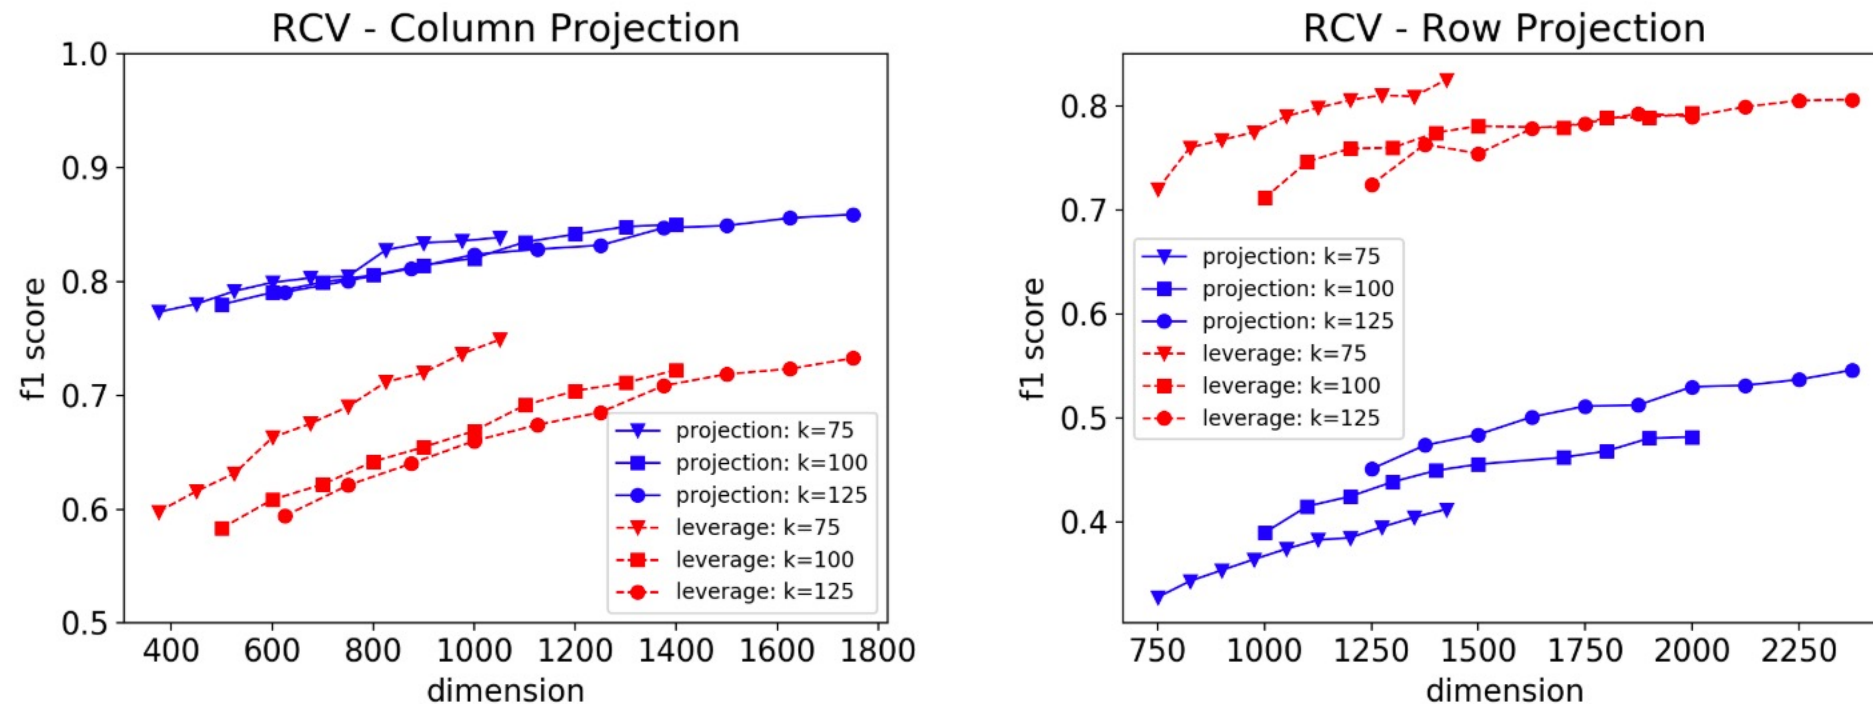 RCV - Column Projection
1.0
0.9
0.8
0.7
0.6
0.5
f1 score
400 600 800 1000 1200 1400 1600 1800
dimension
projection: k=75
projection: k=100
projection: k=125
leverage: k=75
leverage: k=100
leverage: k=125
RCV - Row Projection
0.8
0.7
0.6
0.5
0.4
f1 score
750 1000 1250 1500 1750 2000 2250
dimension
projection: k=75
projection: k=100
projection: k=125
leverage: k=75
leverage: k=100
leverage: k=125